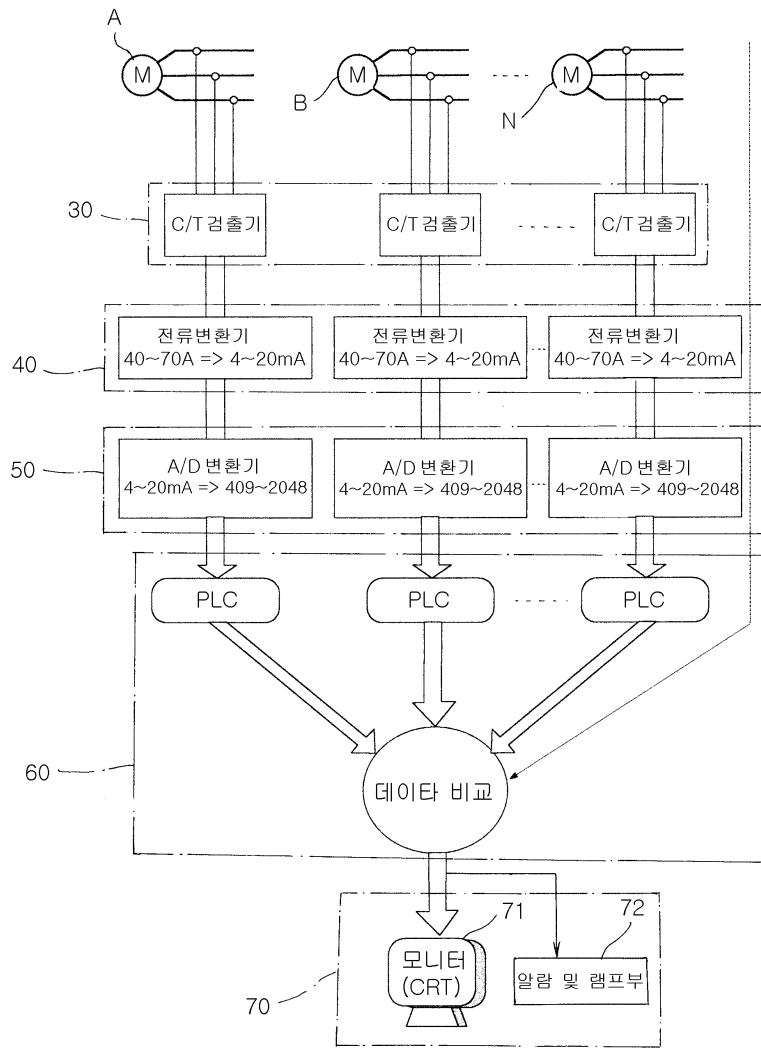 A
M
B
M
N
M
30
C/T 검출기
C/T 검출기
C/T 검출기
40
전류변환기
40~70A => 4~20mA
전류변환기
40~70A => 4~20mA
전류변환기
40~70A => 4~20mA
50
A/D 변환기
4~20mA => 409~2048
A/D 변환기
4~20mA => 409~2048
A/D 변환기
4~20mA => 409~2048
PLC
PLC
PLC
60
데이타 비교
70
71
모니터
(CRT)
72
알람 및 램프부